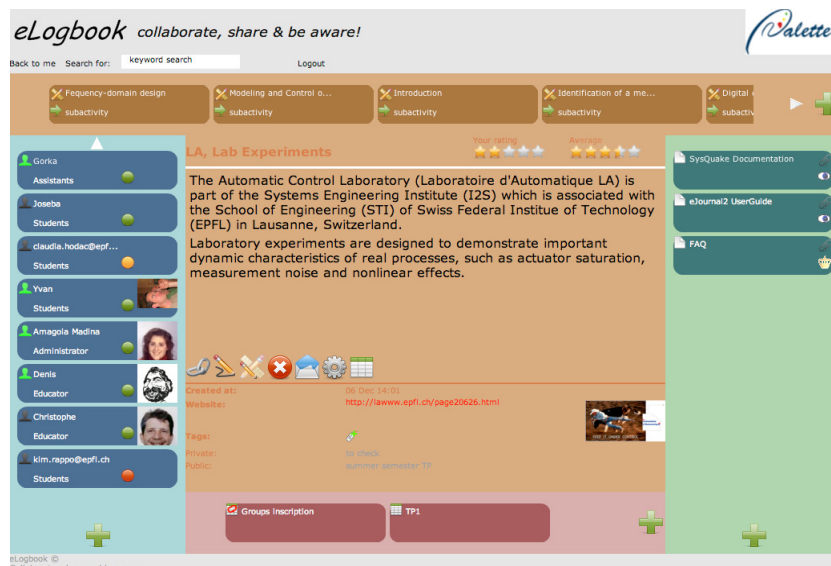 eLogbook collaborate, share & be aware!
Palette
Back to me Search for: keyword search Logout
Fequency-domain design
subactivity
Modeling and Control o...
subactivity
Introduction
subactivity
Identification of a me...
subactivity
Digital
subactiv
Gorka
Assistants
Joseba
Students
claudia.hodac@epf...
Students
Yvan
Students
Amagoia Madina
Administrator
Denis
Educator
Christophe
Educator
kim.rappo@epfl.ch
Students
LA, Lab Experiments
Your rating
Average
The Automatic Control Laboratory (Laboratoire d'Automatique LA) is
part of the Systems Engineering Institute (I2S) which is associated with
the School of Engineering (STI) of Swiss Federal Institue of Technology
(EPFL) in Lausanne, Switzerland.
Laboratory experiments are designed to demonstrate important
dynamic characteristics of real processes, such as actuator saturation,
measurement noise and nonlinear effects.
Created at: 06 Dec 14:01
Website: http://lawww.epfl.ch/page20626.html
Tags:
Private: to check
Public: summer semester TP
Groups inscription
TP1
SysQuake Documentation
eJournal2 UserGuide
FAQ
eLogbook ©